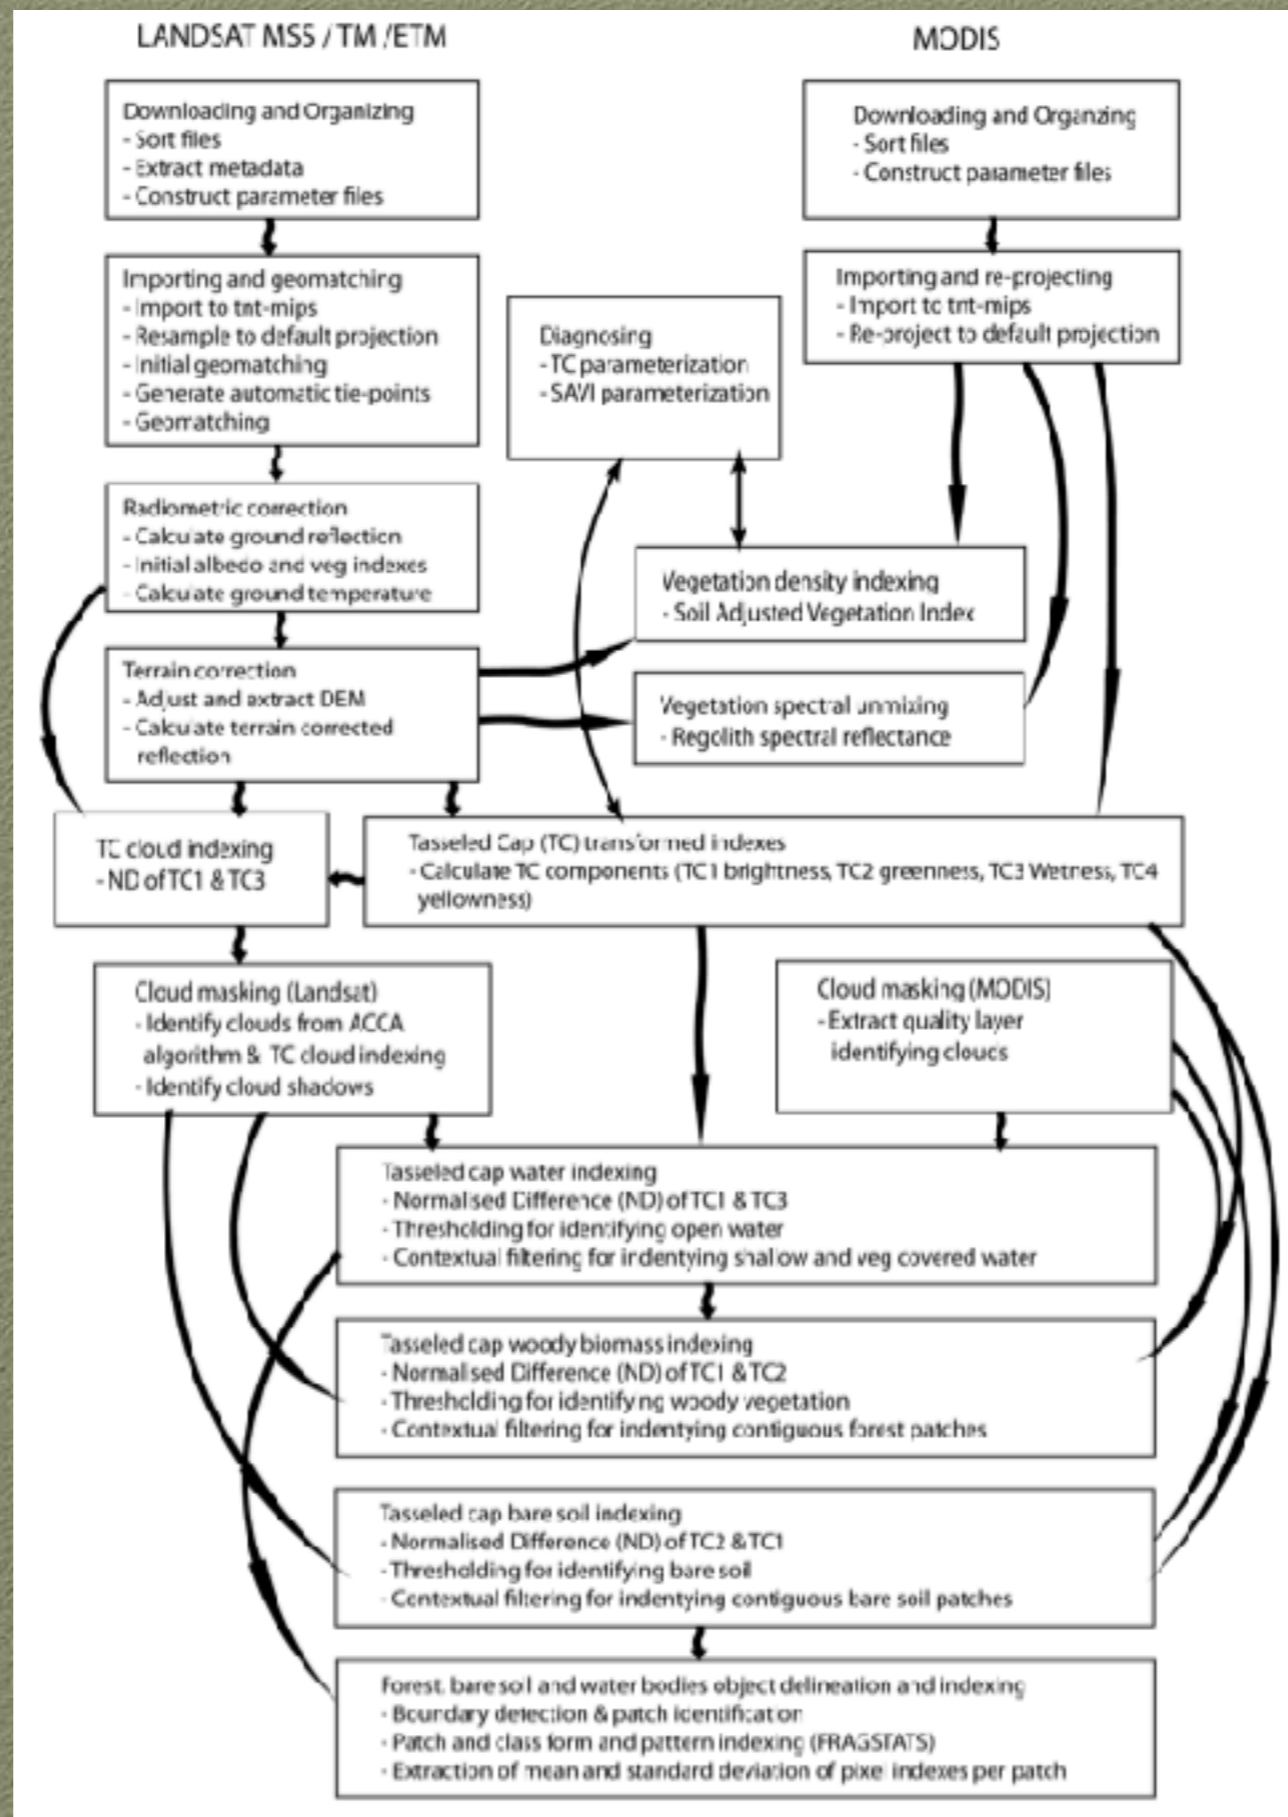 LANDSAT MSS / TM /ETM
MODIS
Downloading and Organizing
- Sort files
- Extract metadata
- Construct parameter files
Downloading and Organzing
- Sort files
- Construct parameter files
Importing and geomatching
- Import to tnt-mips
- Resample to default projection
- Initial geomatching
- Generate automatic tie-points
- Geomatching
Importing and re-projecting
- Import to tnt-mips
- Re-project to default projection
Diagnosing
- TC parameterization
- SAVI parameterization
Radiometric correction
- Calculate ground reflection
- Initial albedo and veg indexes
- Calculate ground temperature
Vegetation density indexing
- Soil Adjusted Vegetation Index
Terrain correction
- Adjust and extract DEM
- Calculate terrain corrected
reflection
Vegetation spectral unmixing
- Regolith spectral reflectance
TC cloud indexing
- ND of TC1 & TC3
Tasseled Cap (TC) transformed indexes
- Calculate TC components (TC1 brightness, TC2 greenness, TC3 Wetness, TC4
yellowness)
Cloud masking (Landsat)
- Identify clouds from ACCA
algorithm & TC cloud indexing
- Identify cloud shadows
Cloud masking (MODIS)
- Extract quality layer
identifying clouds
Tasseled cap water indexing
- Normalised Difference (ND) of TC1 & TC3
- Thresholding for identifying open water
- Contextual filtering for indentying shallow and veg covered water
Tasseled cap woody biomass indexing
- Normalised Difference (ND) of TC1 & TC2
- Thresholding for identifying woody vegetation
- Contextual filtering for indentying contiguous forest patches
Tasseled cap bare soil indexing
- Normalised Difference (ND) of TC2 & TC1
- Thresholding for identifying bare soil
- Contextual filtering for indentying contiguous bare soil patches
Forest, bare soil and water bodies object delineation and indexing
- Boundary detection & patch identification
- Patch and class form and pattern indexing (FRAGSTATS)
- Extraction of mean and standard deviation of pixel indexes per patch